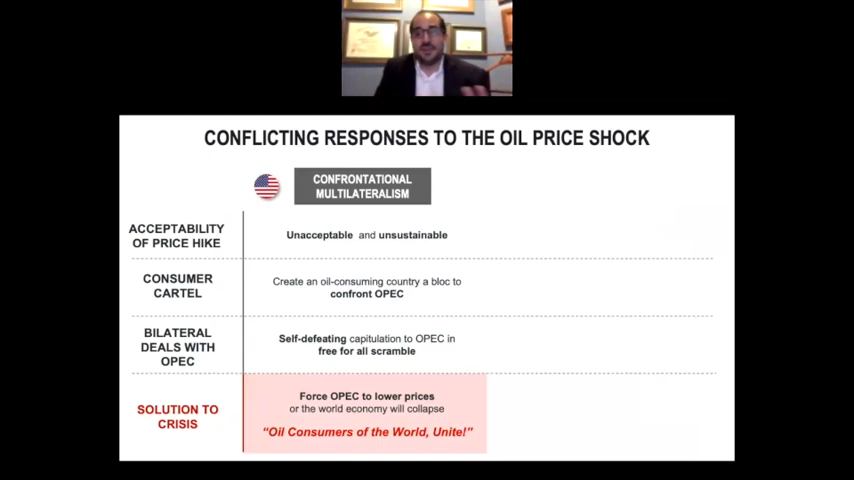 CONFLICTING RESPONSES TO THE OIL PRICE SHOCK
CONFRONTATIONAL
MULTILATERALISM
ACCEPTABILITY
OF PRICE HIKE
Unacceptable and unsustainable
CONSUMER
CARTEL
Create an oil-consuming country a bloc to
confront OPEC
BILATERAL
DEALS WITH
OPEC
Self-defeating capitulation to OPEC in
free for all scramble
SOLUTION TO
CRISIS
Force OPEC to lower prices
or the world economy will collapse
“Oil Consumers of the World, Unite!”